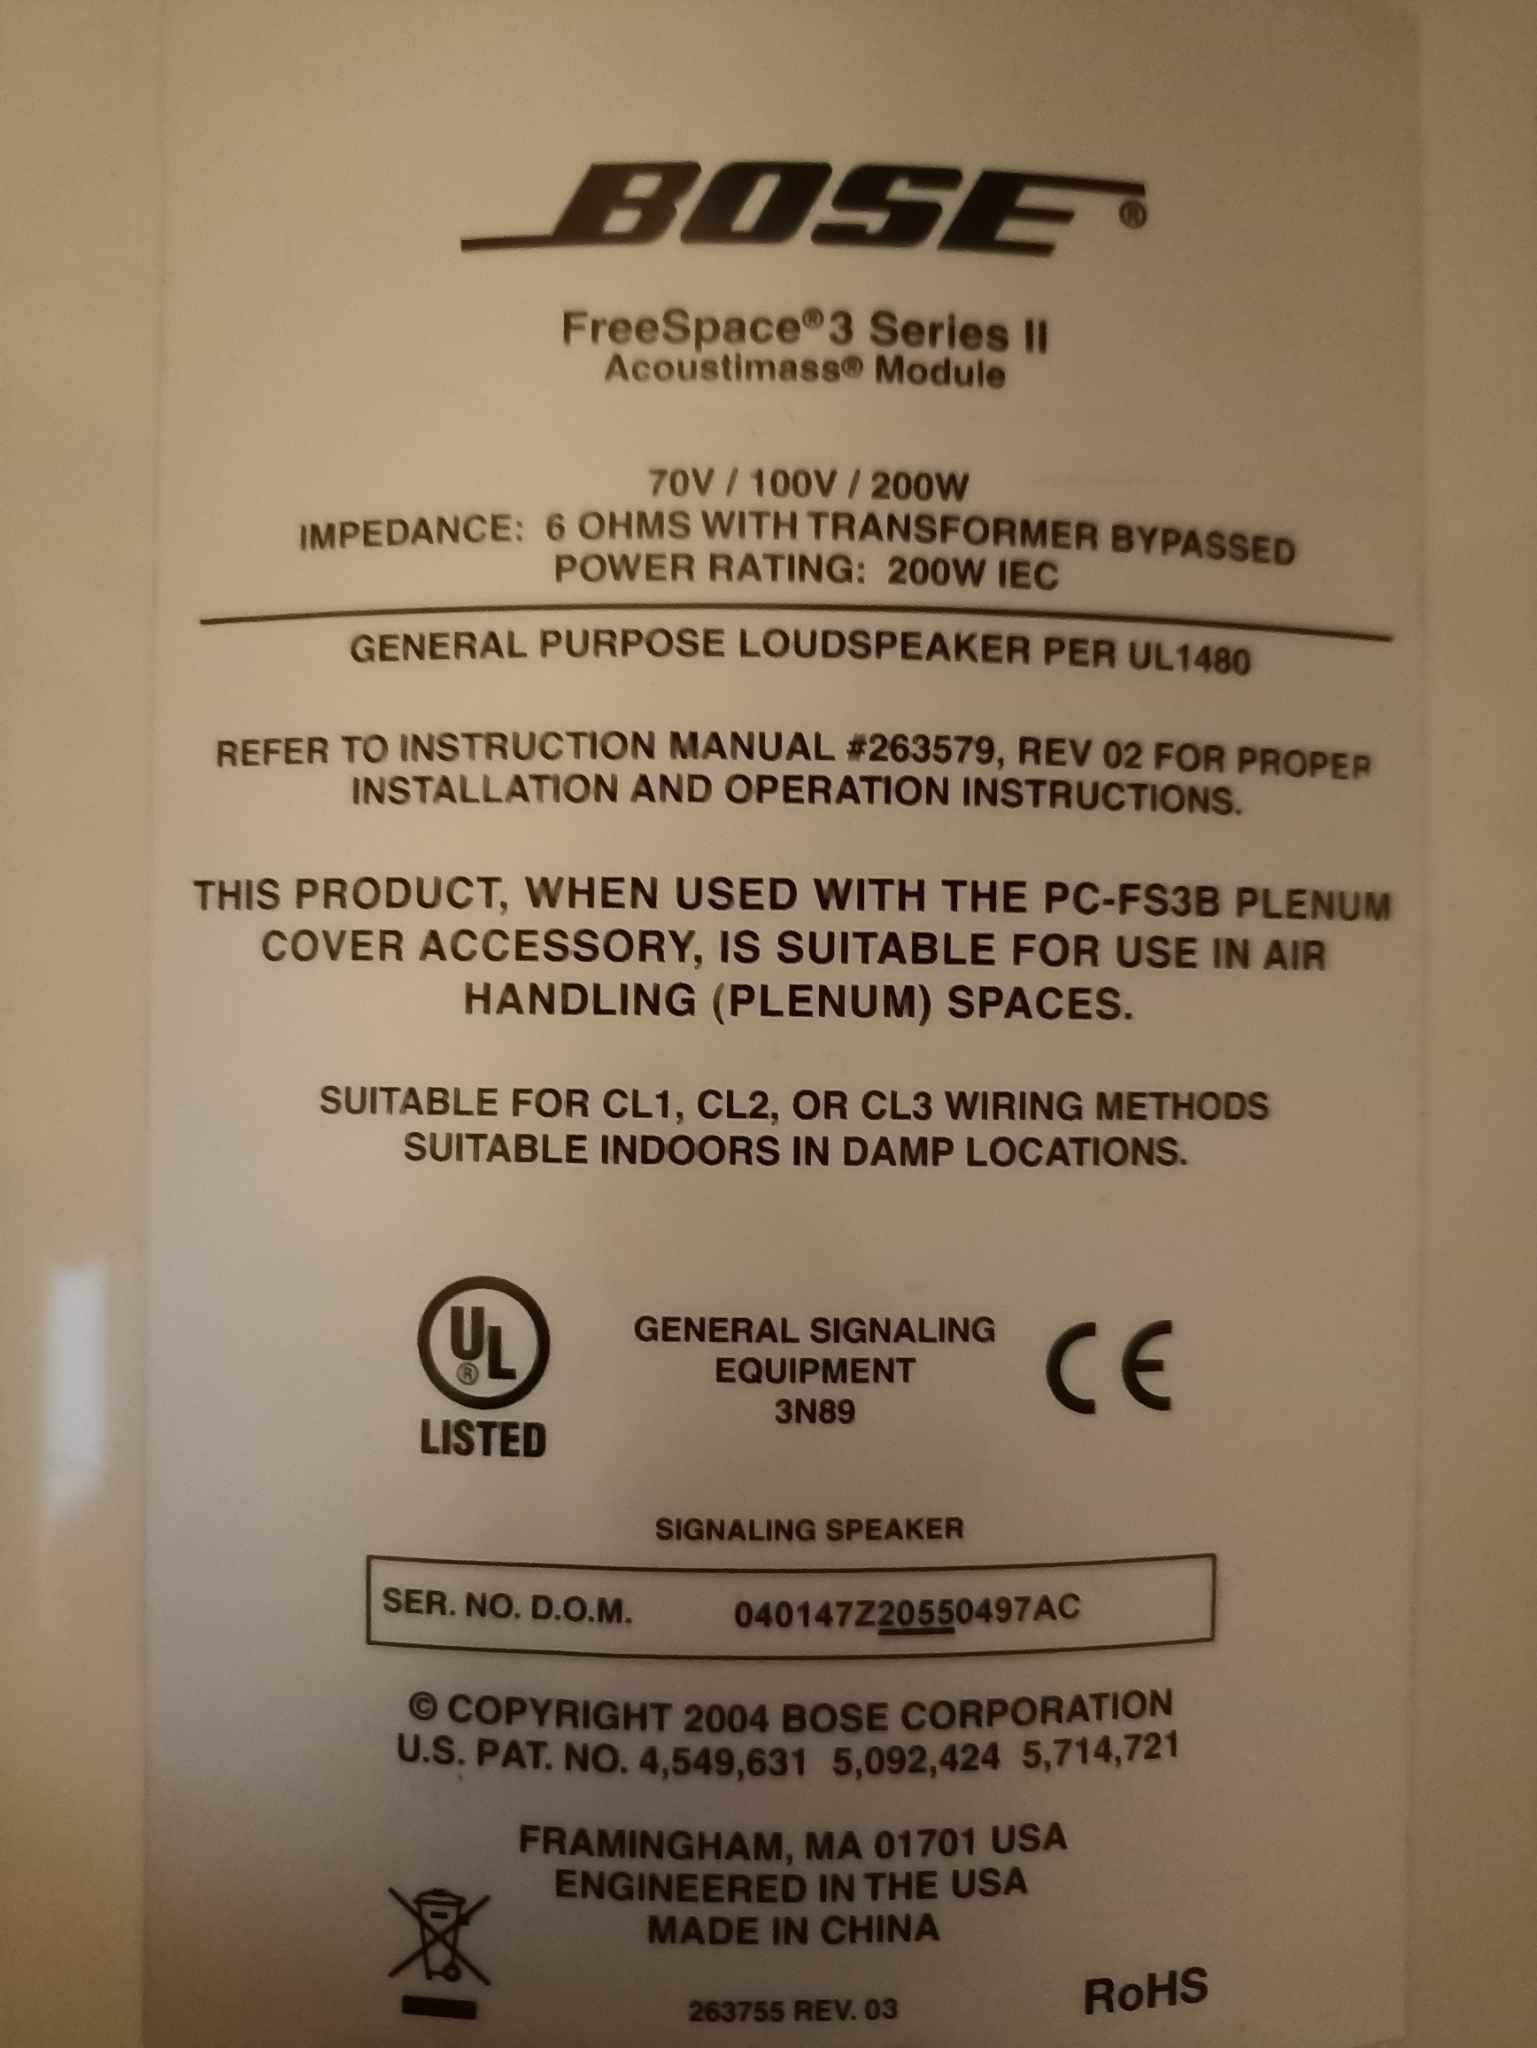 BOSE®
FreeSpace®3 Series II
Acoustimass® Module
70V / 100V / 200W
IMPEDANCE: 6 OHMS WITH TRANSFORMER BYPASSED
POWER RATING: 200W IEC
GENERAL PURPOSE LOUDSPEAKER PER UL1480
REFER TO INSTRUCTION MANUAL #263579, REV 02 FOR PROPER
INSTALLATION AND OPERATION INSTRUCTIONS.
THIS PRODUCT, WHEN USED WITH THE PC-FS3B PLENUM
COVER ACCESSORY, IS SUITABLE FOR USE IN AIR
HANDLING (PLENUM) SPACES.
SUITABLE FOR CL1, CL2, OR CL3 WIRING METHODS
SUITABLE INDOORS IN DAMP LOCATIONS.
UL®
LISTED
GENERAL SIGNALING
EQUIPMENT
3N89
CE
SIGNALING SPEAKER
SER. NO. D.O.M. 040147Z20550497AC
© COPYRIGHT 2004 BOSE CORPORATION
U.S. PAT. NO. 4,549,631 5,092,424 5,714,721
FRAMINGHAM, MA 01701 USA
ENGINEERED IN THE USA
MADE IN CHINA
263755 REV. 03
RoHS